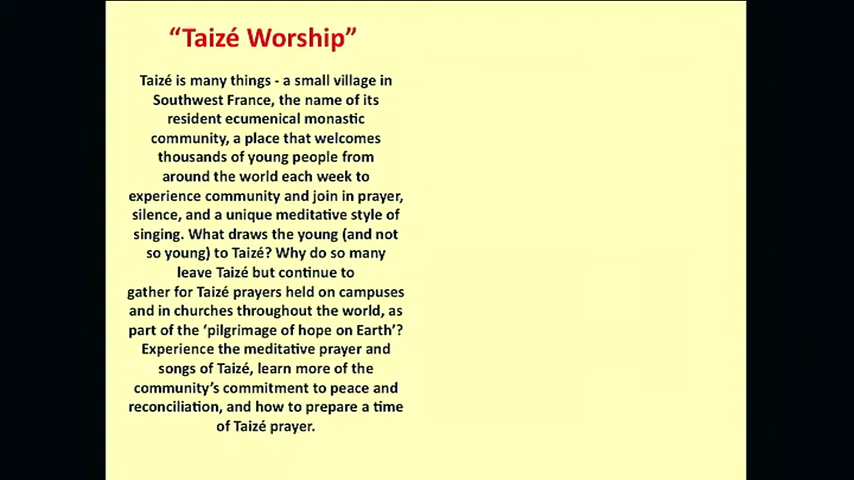 “Taizé Worship”
Taizé is many things - a small village in
Southwest France, the name of its
resident ecumenical monastic
community, a place that welcomes
thousands of young people from
around the world each week to
experience community and join in prayer,
silence, and a unique meditative style of
singing. What draws the young (and not
so young) to Taizé? Why do so many
leave Taizé but continue to
gather for Taizé prayers held on campuses
and in churches throughout the world, as
part of the ‘pilgrimage of hope on Earth’?
Experience the meditative prayer and
songs of Taizé, learn more of the
community’s commitment to peace and
reconciliation, and how to prepare a time
of Taizé prayer.